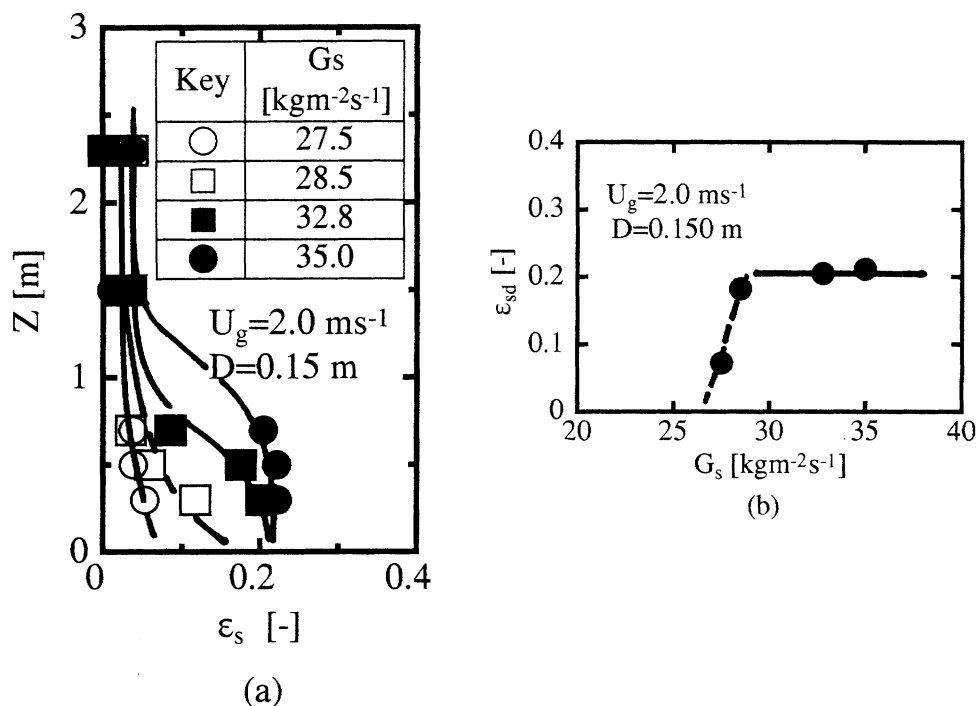 3
2
1
0
Z [m]
Key Gs [kgm-2s-1]
27.5
28.5
32.8
35.0
Ug=2.0 ms-1
D=0.15 m
0 0.2 0.4
εs [-]
(a)
0.4
0.3
0.2
0.1
0
εsd [-]
Ug=2.0 ms-1
D=0.150 m
20 25 30 35 40
Gs [kgm-2s-1]
(b)